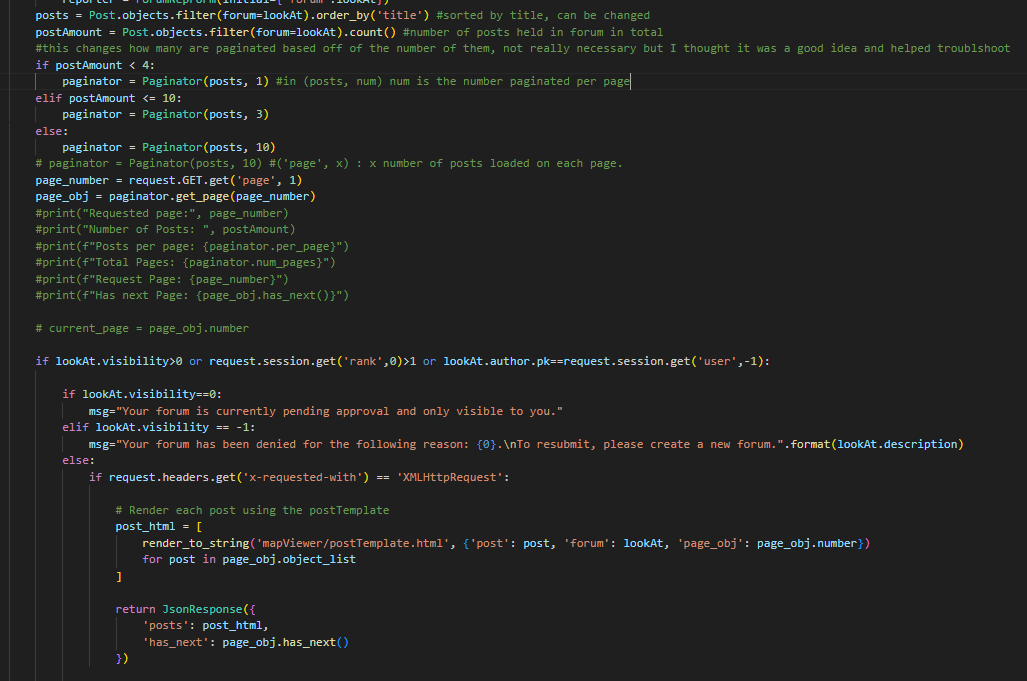 reporter = ForumRepForm(initial={'forum':lookAt})
posts = Post.objects.filter(forum=lookAt).order_by('title') #sorted by title, can be changed
postAmount = Post.objects.filter(forum=lookAt).count() #number of posts held in forum in total
#this changes how many are paginated based off of the number of them, not really necessary but I thought it was a good idea and helped troublshoot
if postAmount < 4:
    paginator = Paginator(posts, 1) #in (posts, num) num is the number paginated per page
elif postAmount <= 10:
    paginator = Paginator(posts, 3)
else:
    paginator = Paginator(posts, 10)
# paginator = Paginator(posts, 10) #('page', x) : x number of posts loaded on each page.
page_number = request.GET.get('page', 1)
page_obj = paginator.get_page(page_number)
#print("Requested page:", page_number)
#print("Number of Posts: ", postAmount)
#print(f"Posts per page: {paginator.per_page}")
#print(f"Total Pages: {paginator.num_pages}")
#print(f"Request Page: {page_number}")
#print(f"Has next Page: {page_obj.has_next()}")
# current_page = page_obj.number
if lookAt.visibility>0 or request.session.get('rank',0)>1 or lookAt.author.pk==request.session.get('user',-1):
    if lookAt.visibility==0:
        msg="Your forum is currently pending approval and only visible to you."
    elif lookAt.visibility == -1:
        msg="Your forum has been denied for the following reason: {0}.\nTo resubmit, please create a new forum.".format(lookAt.description)
    else:
        if request.headers.get('x-requested-with') == 'XMLHttpRequest':
            # Render each post using the postTemplate
            post_html = [
                render_to_string('mapViewer/postTemplate.html', {'post': post, 'forum': lookAt, 'page_obj': page_obj.number})
                for post in page_obj.object_list
            ]
            return JsonResponse({
                'posts': post_html,
                'has_next': page_obj.has_next()
            })